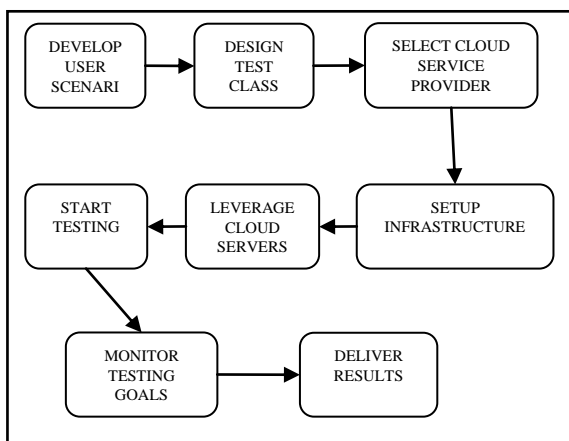 DEVELOP
USER
SCENARI
DESIGN
TEST
CLASS
SELECT CLOUD
SERVICE
PROVIDER
START
TESTING
LEVERAGE
CLOUD
SERVERS
SETUP
INFRASTRUCTURE
MONITOR
TESTING
GOALS
DELIVER
RESULTS